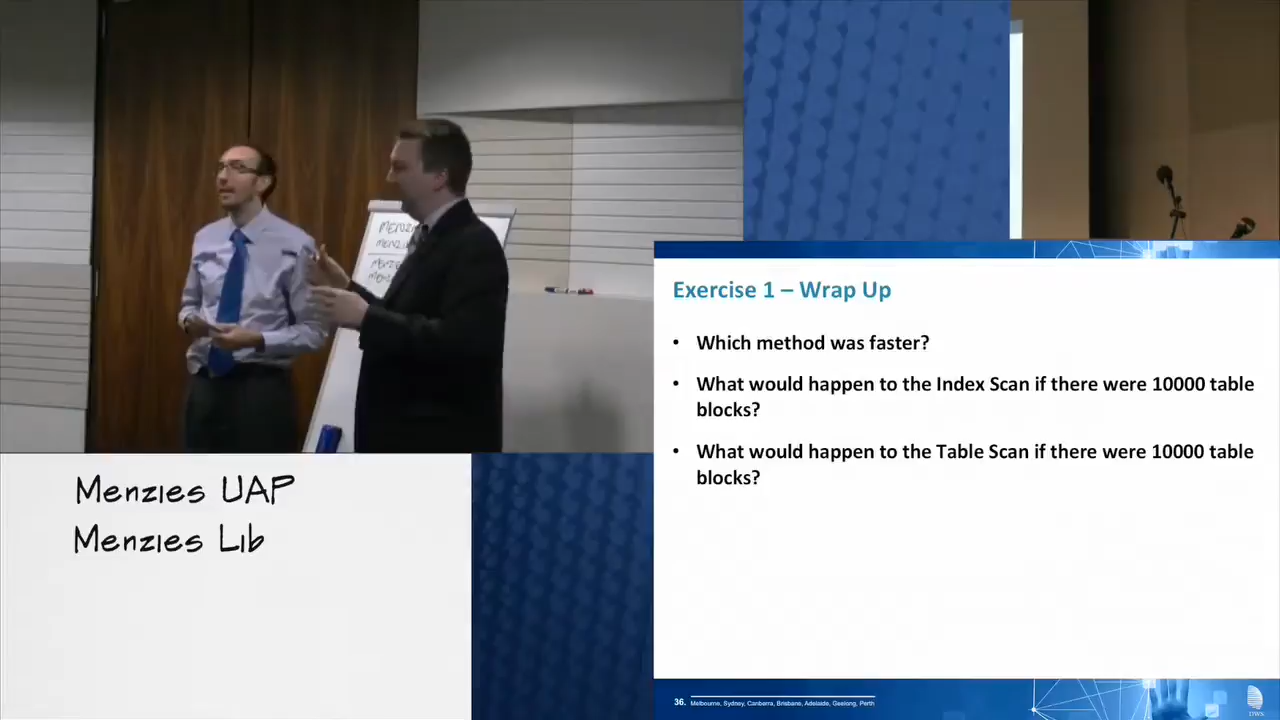 Exercise 1 – Wrap Up
• Which method was faster?
• What would happen to the Index Scan if there were 10000 table
blocks?
• What would happen to the Table Scan if there were 10000 table
blocks?
Menzies UAP
Menzies Lib
36. Melbourne, Sydney, Canberra, Brisbane, Adelaide, Geelong, Perth
DWS